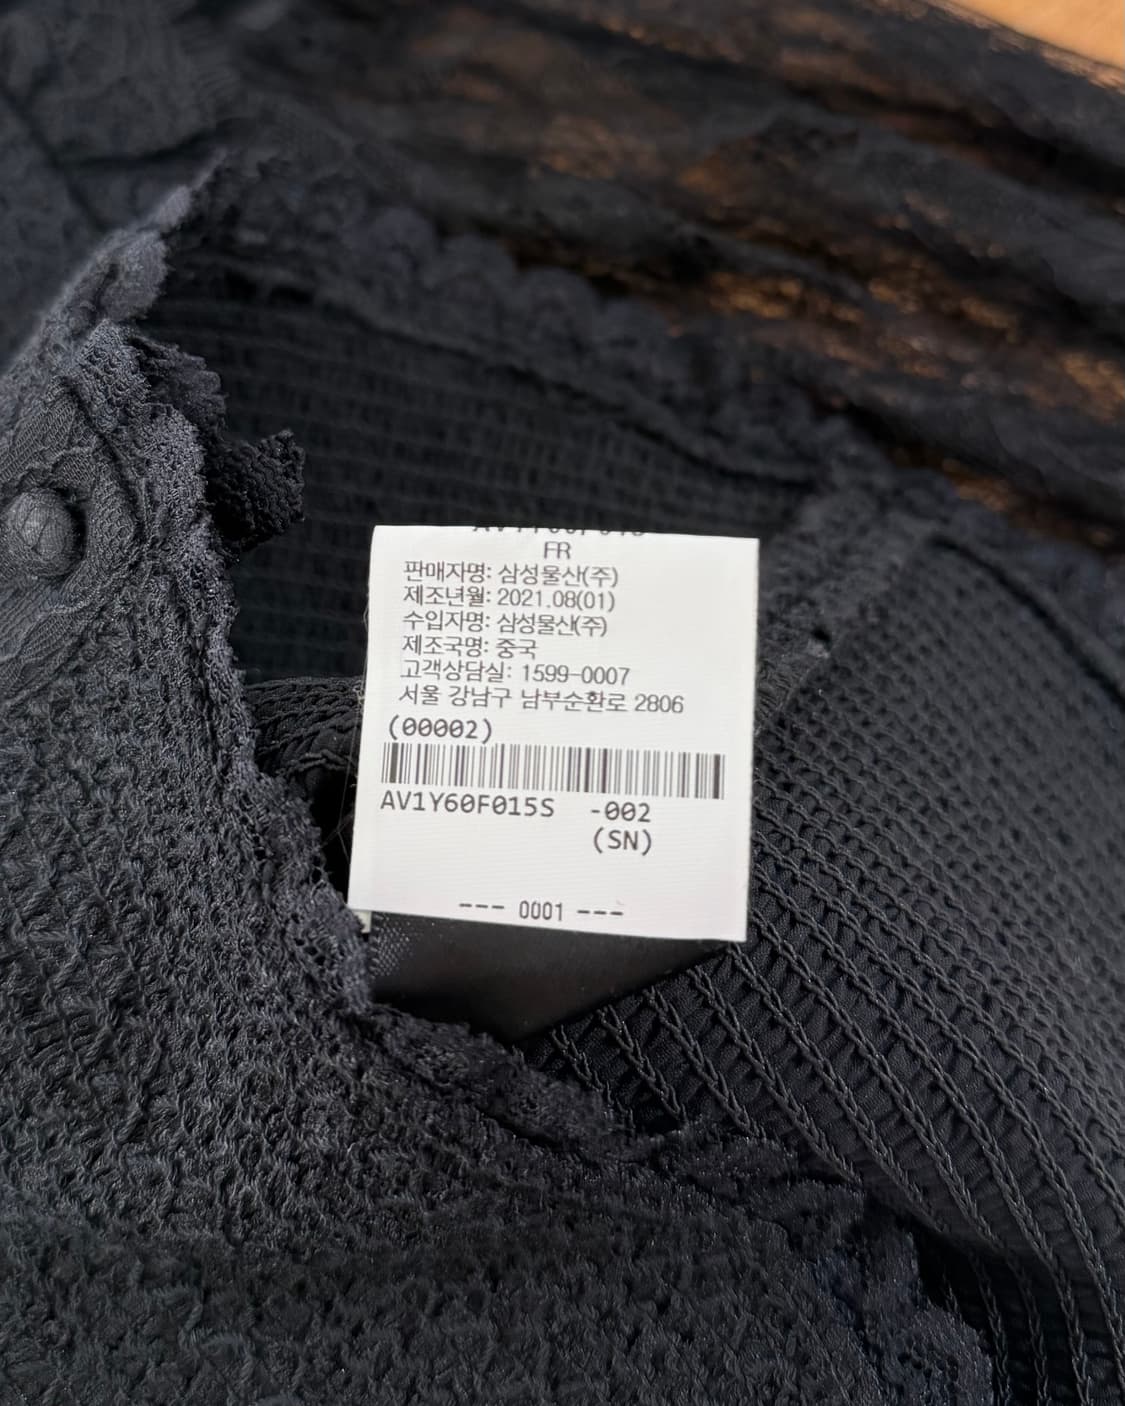 FR
판매자명: 삼성물산(주)
제조년월: 2021.08(01)
수입자명: 삼성물산(주)
제조국명: 중국
고객상담실: 1599-0007
서울 강남구 남부순환로 2806
(00002)
AV1Y60F015S -002
(SN)
--- 0001 ---